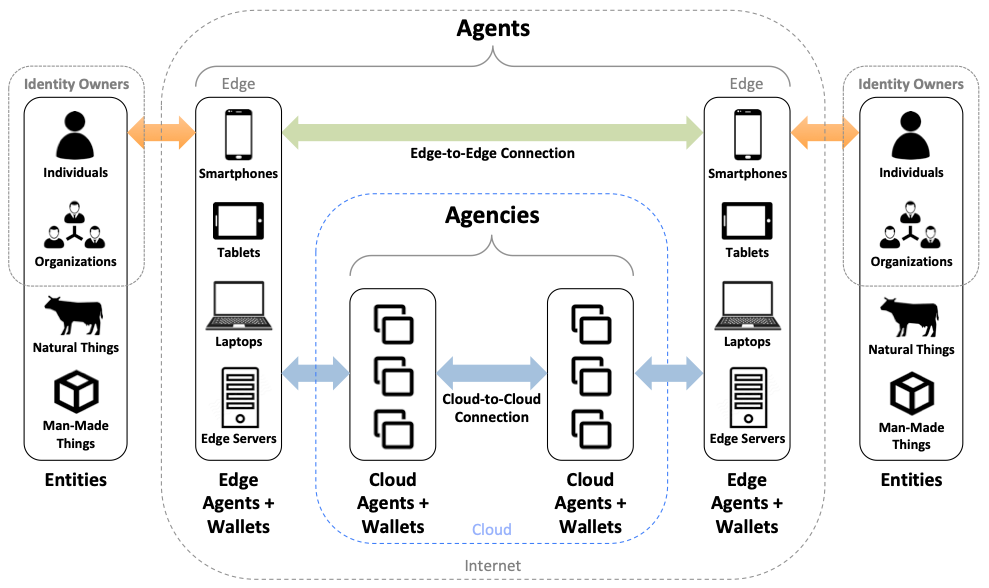 Agents
Identity Owners
Edge
Edge
Identity Owners
Individuals
Smartphones
Edge-to-Edge Connection
Smartphones
Individuals
Organizations
Tablets
Agencies
Tablets
Organizations
Natural Things
Laptops
Laptops
Natural Things
Man-Made
Things
Edge Servers
Cloud-to-Cloud
Connection
Edge Servers
Man-Made
Things
Entities
Edge
Agents +
Wallets
Cloud
Agents +
Wallets
Cloud
Agents +
Wallets
Edge
Agents +
Wallets
Entities
Cloud
Internet